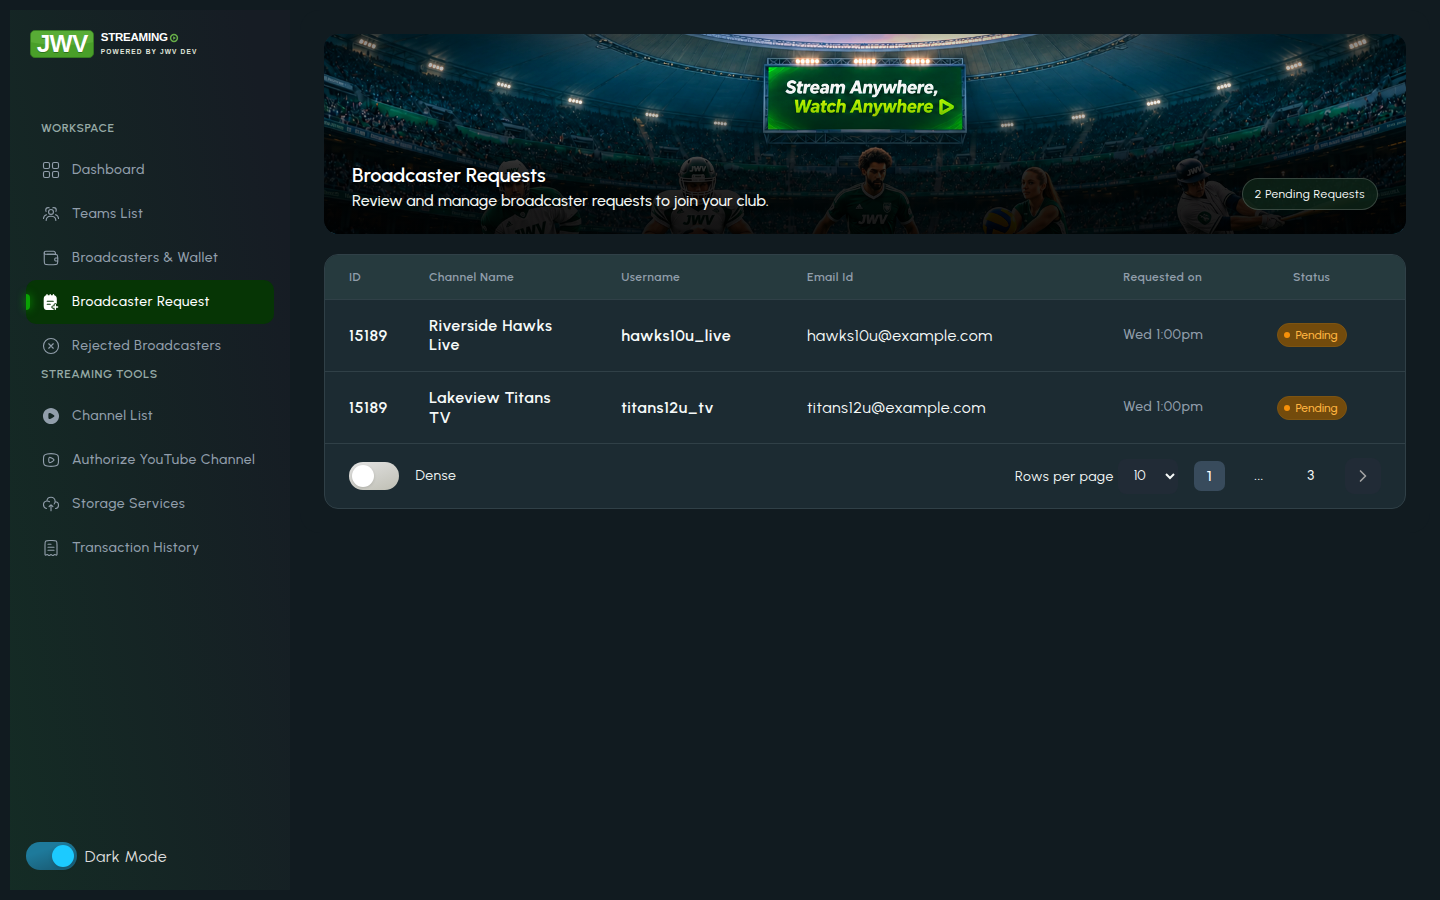 JWV STREAMING
POWERED BY JWV DEV
WORKSPACE
Dashboard
Teams List
Broadcasters & Wallet
Broadcaster Request
Rejected Broadcasters
STREAMING TOOLS
Channel List
Authorize YouTube Channel
Storage Services
Transaction History
Dark Mode
Stream Anywhere,
Watch Anywhere
JWV
JWV
JWV
Broadcaster Requests
Review and manage broadcaster requests to join your club.
2 Pending Requests
ID Channel Name Username Email Id Requested on Status
15189 Riverside Hawks Live hawks10u_live hawks10u@example.com Wed 1:00pm Pending
15189 Lakeview Titans TV titans12u_tv titans12u@example.com Wed 1:00pm Pending
Dense Rows per page 10 1 ... 3